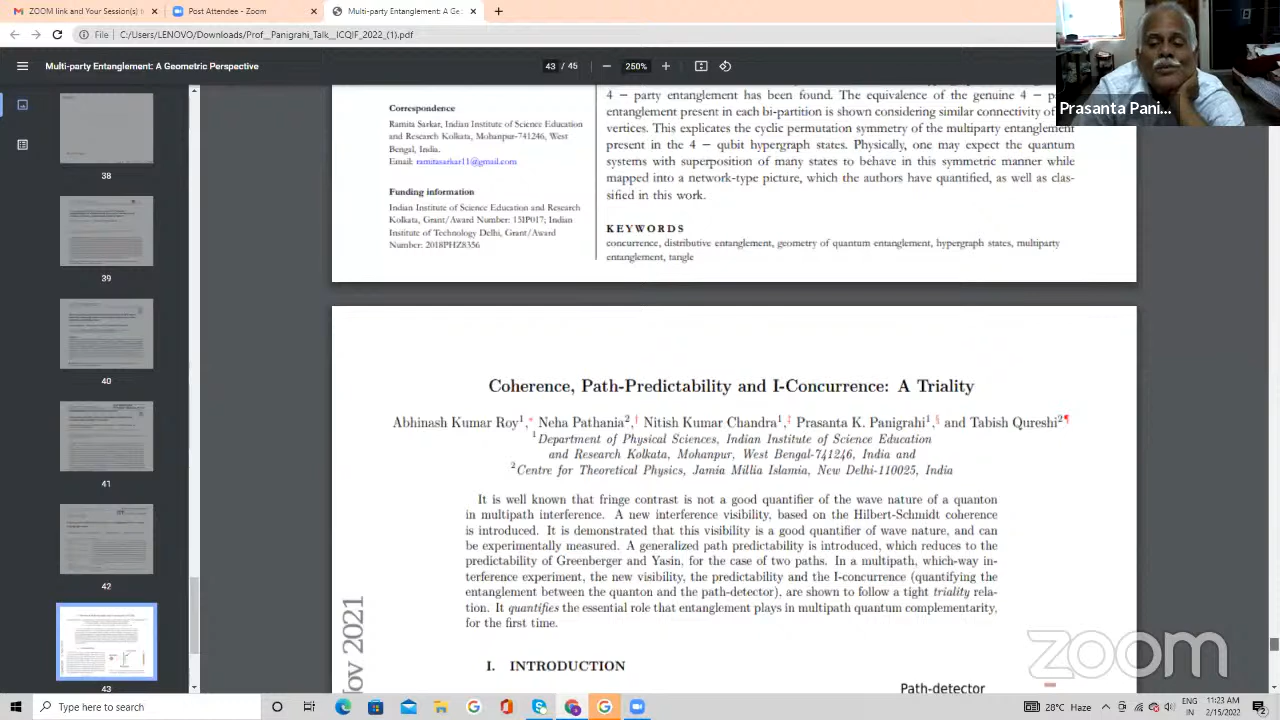 ZOOM link and Session(s) in
Download Zoom
Multi-party Entanglement: A Ge
File
C:/Users/LENOVO/Downloads/Prof._Panigrahi_Talk__ICQF_2022_(1).pdf
Multi-party Entanglement: A Geometric Perspective
43 / 45
250%
Prasanta Pani...
38
39
40
41
42
43
Correspondence
Ramita Sarkar, Indian Institute of Science Education
and Research Kolkata, Mohanpur-741246, West
Bengal, India.
Email: ramitasarkar11@gmail.com
Funding information
Indian Institute of Science Education and Research
Kolkata, Grant/Award Number: 15IP017; Indian
Institute of Technology Delhi, Grant/Award
Number: 2018PHZ8356
4 − party entanglement has been found. The equivalence of the genuine 4 −
entanglement present in each bi-partition is shown considering similar connectivity of
vertices. This explicates the cyclic permutation symmetry of the multiparty entanglement
present in the 4 − qubit hypergraph states. Physically, one may expect the quantum
systems with superposition of many states to behave in this symmetric manner while
mapped into a network-type picture, which the authors have quantified, as well as clas-
sified in this work.
KEYWORDS
concurrence, distributive entanglement, geometry of quantum entanglement, hypergraph states, multiparty
entanglement, tangle
Coherence, Path-Predictability and I-Concurrence: A Triality
Abhinash Kumar Roy1,* Neha Pathania2,† Nitish Kumar Chandra1,‡ Prasanta K. Panigrahi1,§ and Tabish Qureshi2¶
1Department of Physical Sciences, Indian Institute of Science Education
and Research Kolkata, Mohanpur, West Bengal-741246, India and
2Centre for Theoretical Physics, Jamia Millia Islamia, New Delhi-110025, India
It is well known that fringe contrast is not a good quantifier of the wave nature of a quanton
in multipath interference. A new interference visibility, based on the Hilbert-Schmidt coherence
is introduced. It is demonstrated that this visibility is a good quantifier of wave nature, and can
be experimentally measured. A generalized path predictability is introduced, which reduces to the
predictability of Greenberger and Yasin, for the case of two paths. In a multipath, which-way in-
terference experiment, the new visibility, the predictability and the I-concurrence (quantifying the
entanglement between the quanton and the path-detector), are shown to follow a tight triality rela-
tion. It quantifies the essential role that entanglement plays in multipath quantum complementarity,
for the first time.
I. INTRODUCTION
Path-detector
ov 2021
zoom
Type here to search
28°C Haze
ENG
11:23 AM
2/15/2022